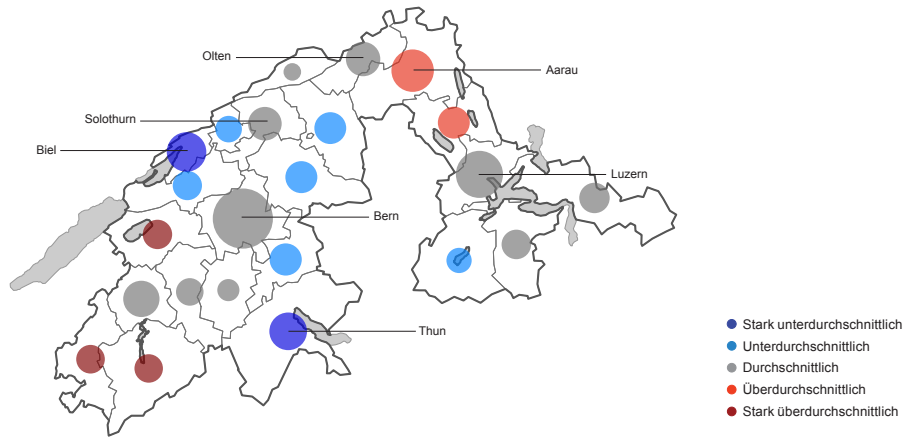 Olten
Aarau
Solothurn
Biel
Luzern
Bern
Thun
Stark unterdurchschnittlich
Unterdurchschnittlich
Durchschnittlich
Überdurchschnittlich
Stark überdurchschnittlich